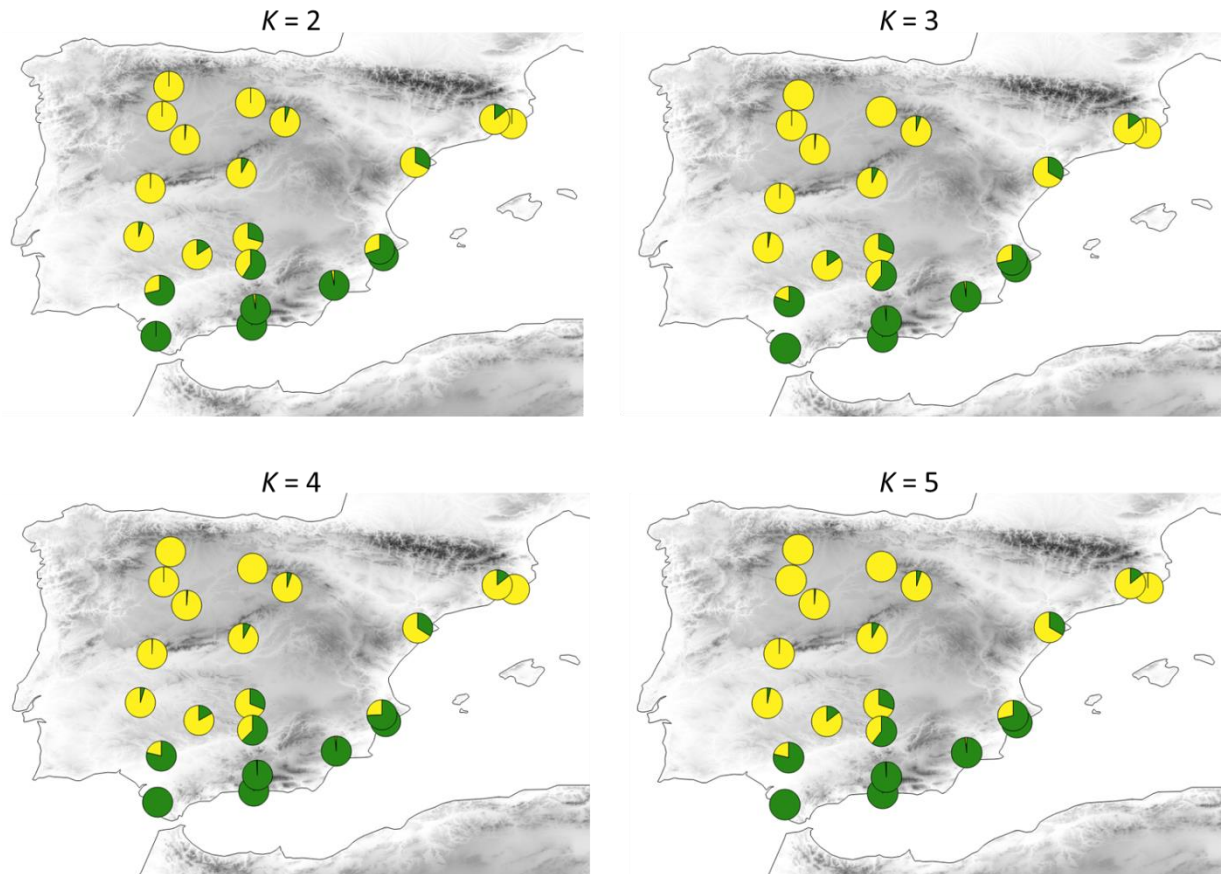 K = 2
K = 3
K = 4
K = 5